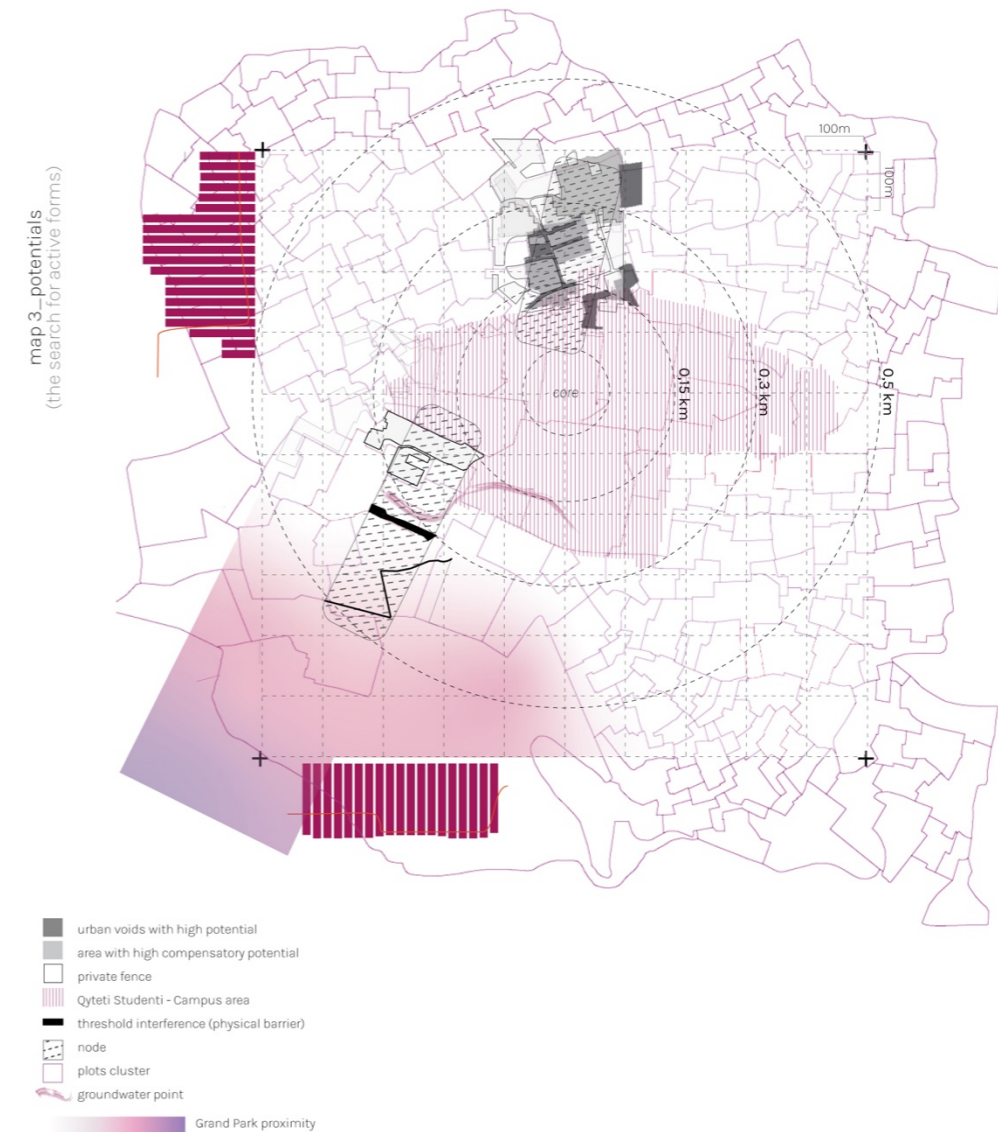 map 3_potentials
(the search for active forms)
100m
100m
core
0,15 km
0,3 km
0,5 km
urban voids with high potential
area with high compensatory potential
private fence
Qyteti Studenti - Campus area
threshold interference (physical barrier)
node
plots cluster
groundwater point
Grand Park proximity